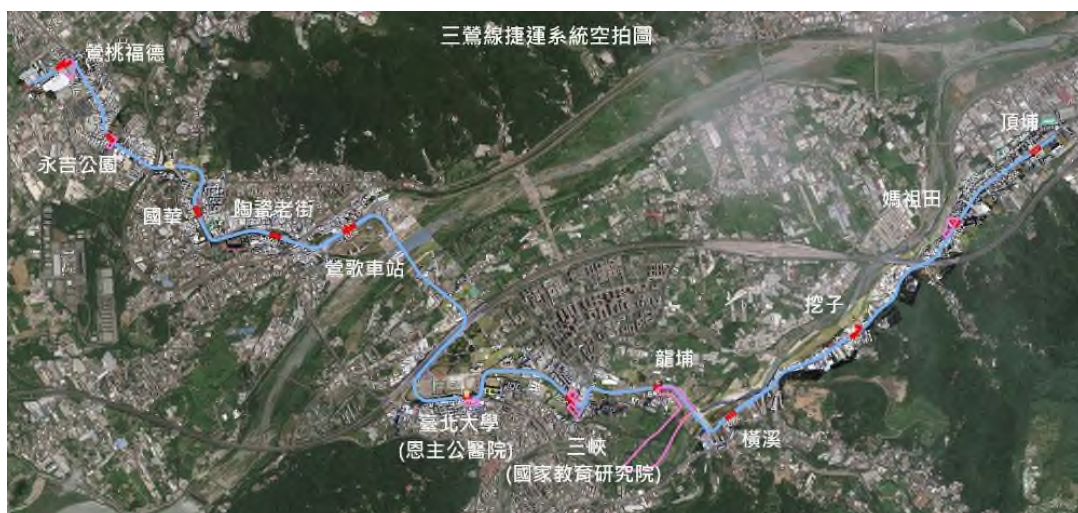 三鶯線捷運系統空拍圖
鶯桃福德
頂埔
永吉公園
國華
陶瓷老街
媽祖田
鶯歌車站
挖子
龍埔
臺北大學
(恩主公醫院)
三峽
(國家教育研究院)
橫溪